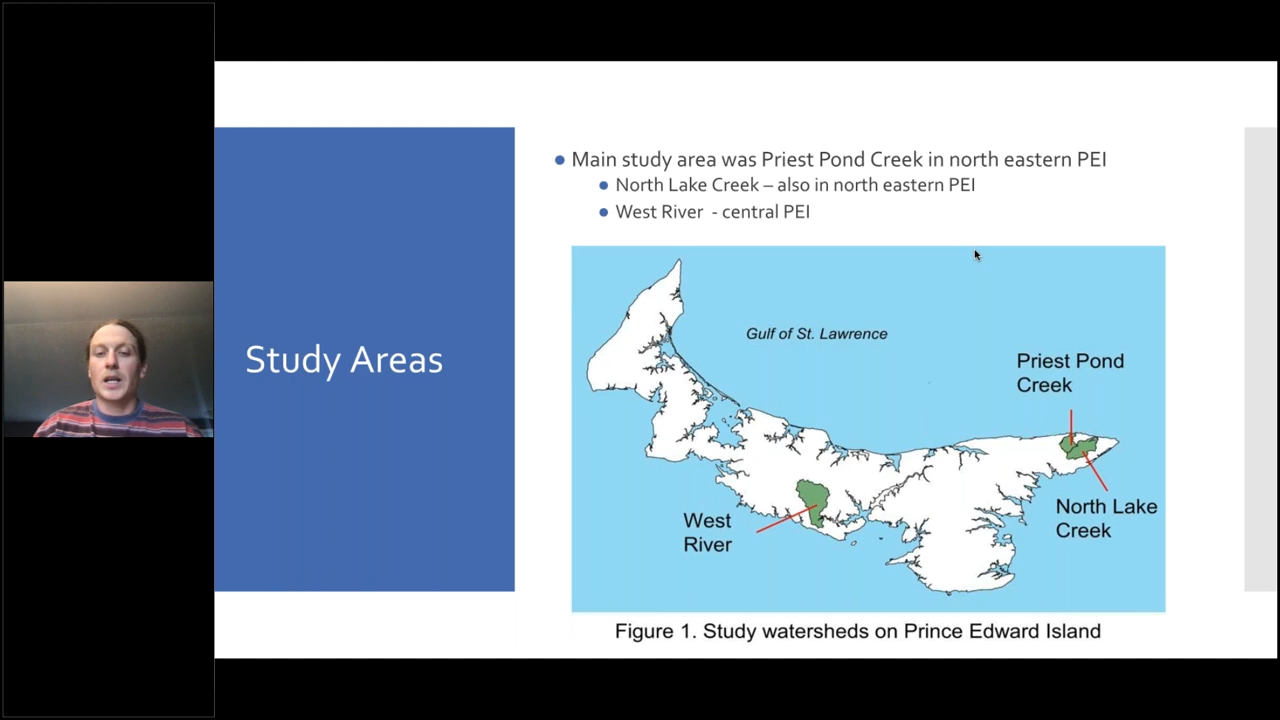 Study Areas
Main study area was Priest Pond Creek in north eastern PEI
North Lake Creek – also in north eastern PEI
West River - central PEI
Gulf of St. Lawrence
Priest Pond
Creek
West
River
North Lake
Creek
Figure 1. Study watersheds on Prince Edward Island